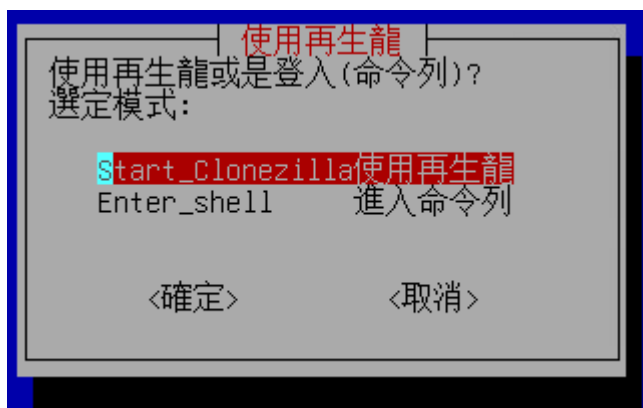 使用再生龍
使用再生龍或是登入(命令列)?
選定模式:
Start_Clonezilla使用再生龍
Enter_shell 進入命令列
<確定> <取消>